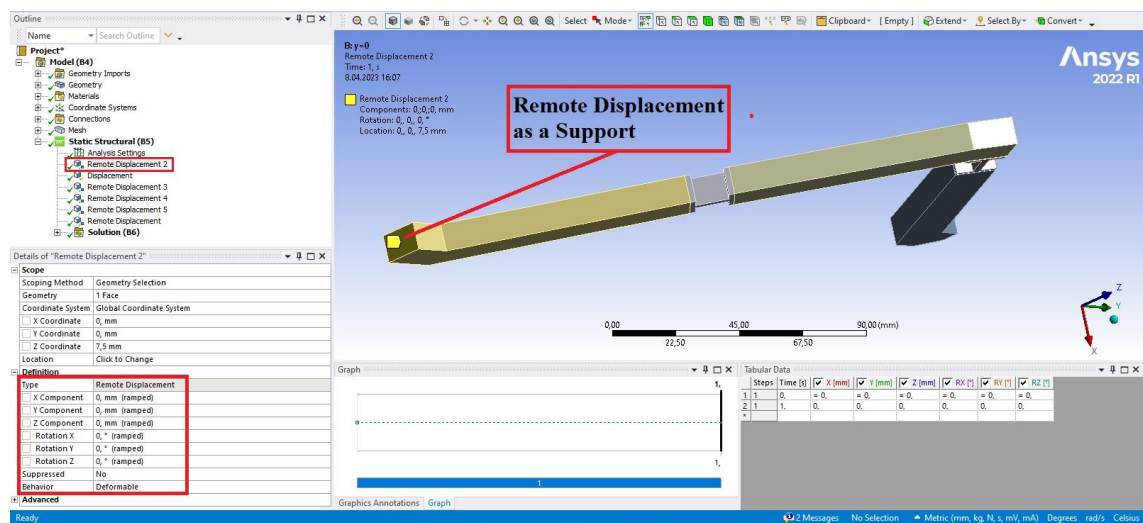 Outline
Name Search Outline
Project*
Model (B4)
Geometry Imports
Geometry
Materials
Coordinate Systems
Connections
Mesh
Static Structural (B5)
Analysis Settings
Remote Displacement 2
Displacement
Remote Displacement 3
Remote Displacement 4
Remote Displacement 5
Remote Displacement
Solution (B6)
Details of "Remote Displacement 2"
Scope
Scoping Method Geometry Selection
Geometry 1 Face
Coordinate System Global Coordinate System
X Coordinate 0, mm
Y Coordinate 0, mm
Z Coordinate 7,5 mm
Location Click to Change
Definition
Type Remote Displacement
X Component 0, mm (ramped)
Y Component 0, mm (ramped)
Z Component 0, mm (ramped)
Rotation X 0, ° (ramped)
Rotation Y 0, ° (ramped)
Rotation Z 0, ° (ramped)
Suppressed No
Behavior Deformable
Advanced
Select Mode Clipboard [ Empty ] Extend Select By Convert
B: y=0
Remote Displacement 2
Time: 1, s
8.04.2023 16:07
Remote Displacement 2
Components: 0,;0,;0, mm
Rotation: 0,, 0,, 0, °
Location: 0,, 0,, 7,5 mm
Remote Displacement
as a Support
Ansys
2022 R1
0,00 45,00 90,00 (mm)
22,50 67,50
Z
Y
X
Graph
1,
1,
1
Graphics Annotations Graph
Tabular Data
Steps Time [s] X [mm] Y [mm] Z [mm] RX [°] RY [°] RZ [°]
1 1 0, = 0, = 0, = 0, = 0, = 0, = 0,
2 1 1, 0, 0, 0, 0, 0, 0,
*
Ready 2 Messages No Selection Metric (mm, kg, N, s, mV, mA) Degrees rad/s Celsius